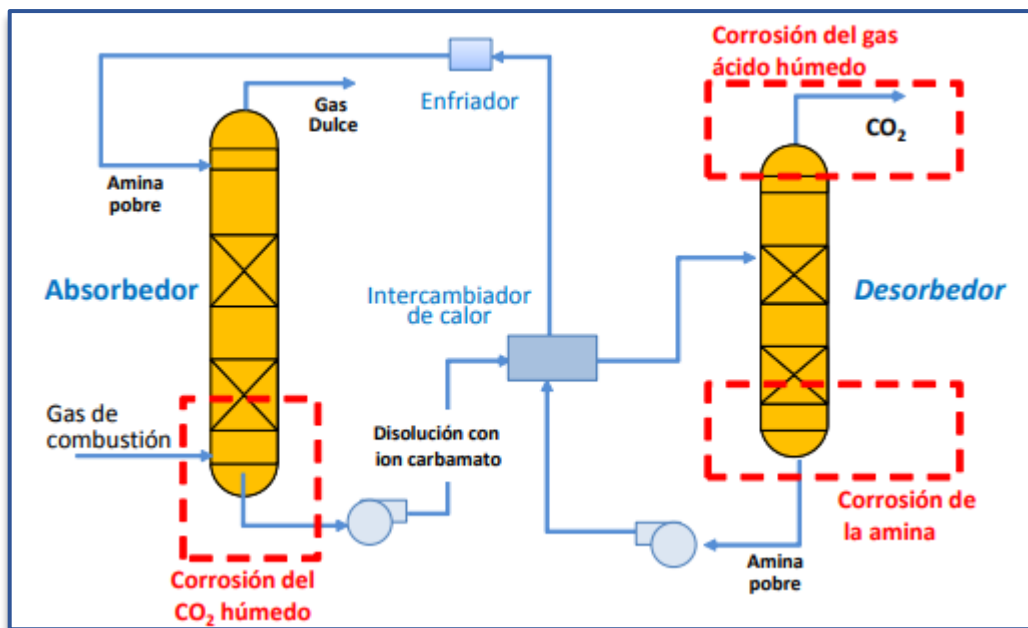 Corrosión del gas
ácido húmedo
Enfriador
Gas
Dulce
CO₂
Amina
pobre
Absorbedor
Intercambiador
de calor
Desorbedor
Gas de
combustión
Disolución con
ion carbamato
Corrosión de
la amina
Amina
pobre
Corrosión del
CO₂ húmedo